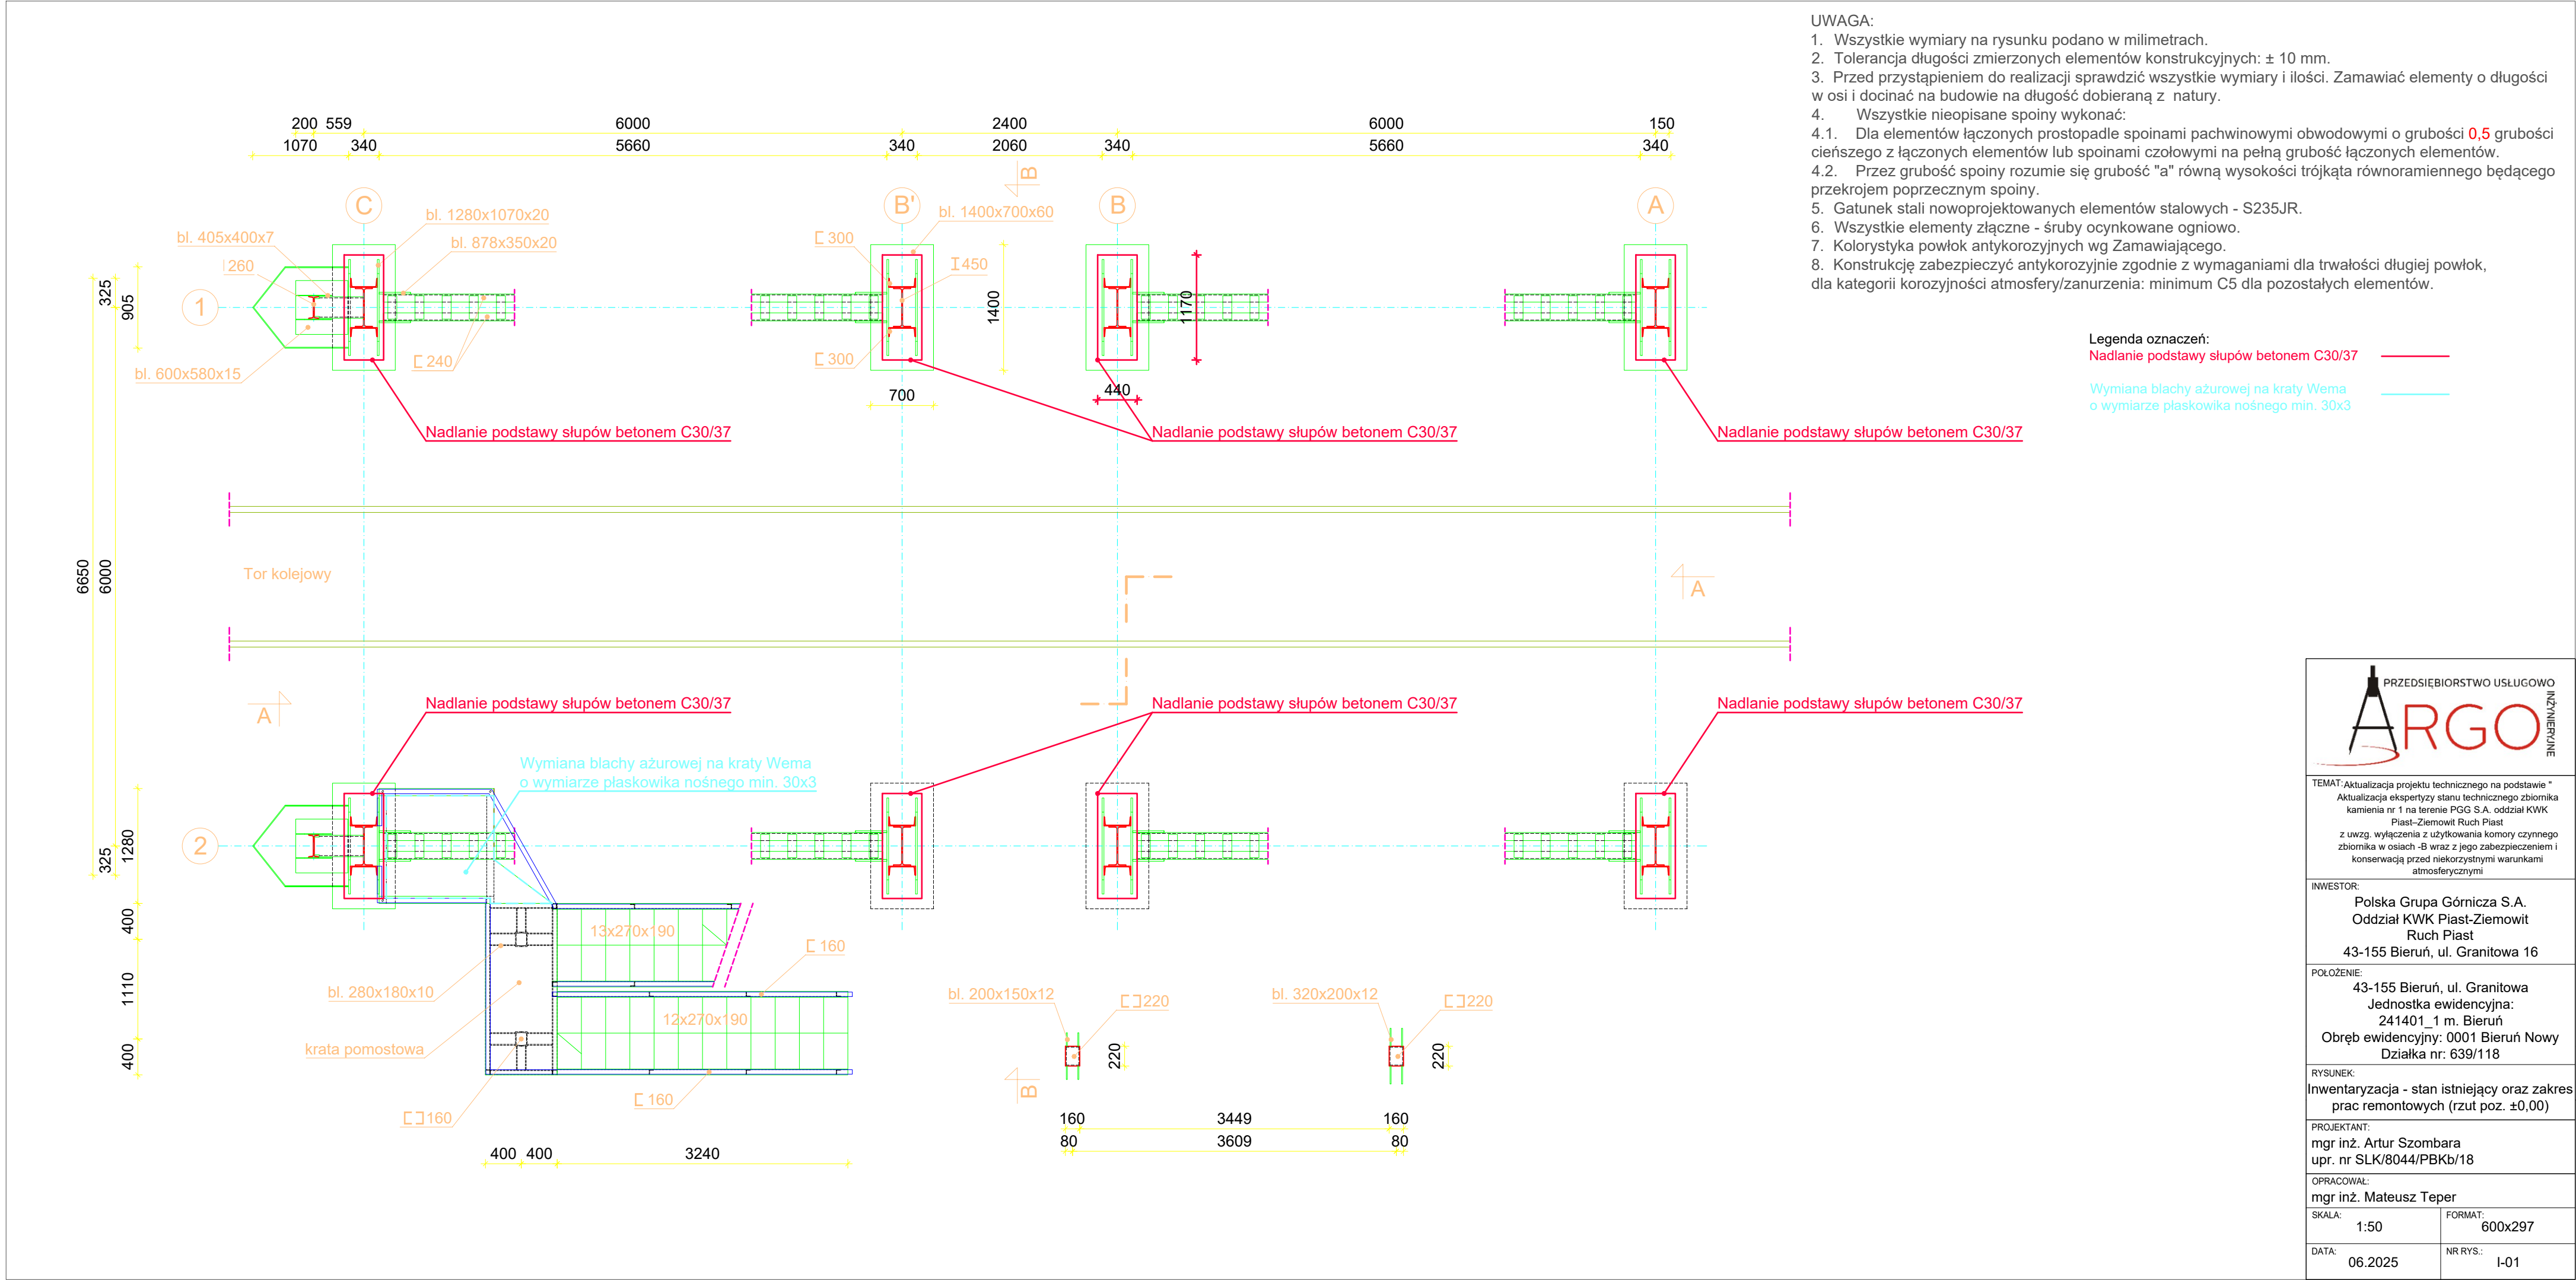 UWAGA:
1. Wszystkie wymiary na rysunku podano w milimetrach.
2. Tolerancja długości zmierzonych elementów konstrukcyjnych: ± 10 mm.
3. Przed przystąpieniem do realizacji sprawdzić wszystkie wymiary i ilości. Zamawiać elementy o długości
w osi i docinać na budowie na długość dobieraną z natury.
4. Wszystkie nieopisane spoiny wykonać:
4.1. Dla elementów łączonych prostopadle spoinami pachwinowymi obwodowymi o grubości 0,5 grubości
cieńszego z łączonych elementów lub spoinami czołowymi na pełną grubość łączonych elementów.
4.2. Przez grubość spoiny rozumie się grubość "a" równą wysokości trójkąta równoramiennego będącego
przekrojem poprzecznym spoiny.
5. Gatunek stali nowoprojektowanych elementów stalowych - S235JR.
6. Wszystkie elementy złączne - śruby ocynkowane ogniowo.
7. Kolorystyka powłok antykorozyjnych wg Zamawiającego.
8. Konstrukcję zabezpieczyć antykorozyjnie zgodnie z wymaganiami dla trwałości długiej powłok,
dla kategorii korozyjności atmosfery/zanurzenia: minimum C5 dla pozostałych elementów.
Legenda oznaczeń:
Nadlanie podstawy słupów betonem C30/37
Wymiana blachy ażurowej na kraty Wema
o wymiarze płaskowika nośnego min. 30x3
200 559 6000 2400 6000 150
1070 340 5660 340 2060 340 5660 340
B
C B' B A
bl. 1280x1070x20
bl. 1400x700x60
bl. 405x400x7
bl. 878x350x20
300
260
450
325
905
1
1400
1170
240
300
bl. 600x580x15
700
440
Nadlanie podstawy słupów betonem C30/37
Nadlanie podstawy słupów betonem C30/37
Nadlanie podstawy słupów betonem C30/37
6650
6000
Tor kolejowy
A
A
Nadlanie podstawy słupów betonem C30/37
Nadlanie podstawy słupów betonem C30/37
Nadlanie podstawy słupów betonem C30/37
Wymiana blachy ażurowej na kraty Wema
o wymiarze płaskowika nośnego min. 30x3
325
1280
2
400
13x270x190
160
1110
bl. 280x180x10
12x270x190
krata pomostowa
400
160
160
400 400 3240
bl. 200x150x12
220
bl. 320x200x12
220
220
220
B
160 3449 160
80 3609 80
PRZEDSIĘBIORSTWO USŁUGOWO
INŻYNIERYJNE
ARGO
TEMAT: Aktualizacja projektu technicznego na podstawie "
Aktualizacja ekspertyzy stanu technicznego zbiornika
kamienia nr 1 na terenie PGG S.A. oddział KWK
Piast–Ziemowit Ruch Piast
z uwzg. wyłączenia z użytkowania komory czynnego
zbiornika w osiach -B wraz z jego zabezpieczeniem i
konserwacją przed niekorzystnymi warunkami
atmosferycznymi
INWESTOR:
Polska Grupa Górnicza S.A.
Oddział KWK Piast-Ziemowit
Ruch Piast
43-155 Bieruń, ul. Granitowa 16
POŁOŻENIE:
43-155 Bieruń, ul. Granitowa
Jednostka ewidencyjna:
241401_1 m. Bieruń
Obręb ewidencyjny: 0001 Bieruń Nowy
Działka nr: 639/118
RYSUNEK:
Inwentaryzacja - stan istniejący oraz zakres
prac remontowych (rzut poz. ±0,00)
PROJEKTANT:
mgr inż. Artur Szombara
upr. nr SLK/8044/PBKb/18
OPRACOWAŁ:
mgr inż. Mateusz Teper
SKALA: 1:50 FORMAT: 600x297
DATA: 06.2025 NR RYS.: I-01